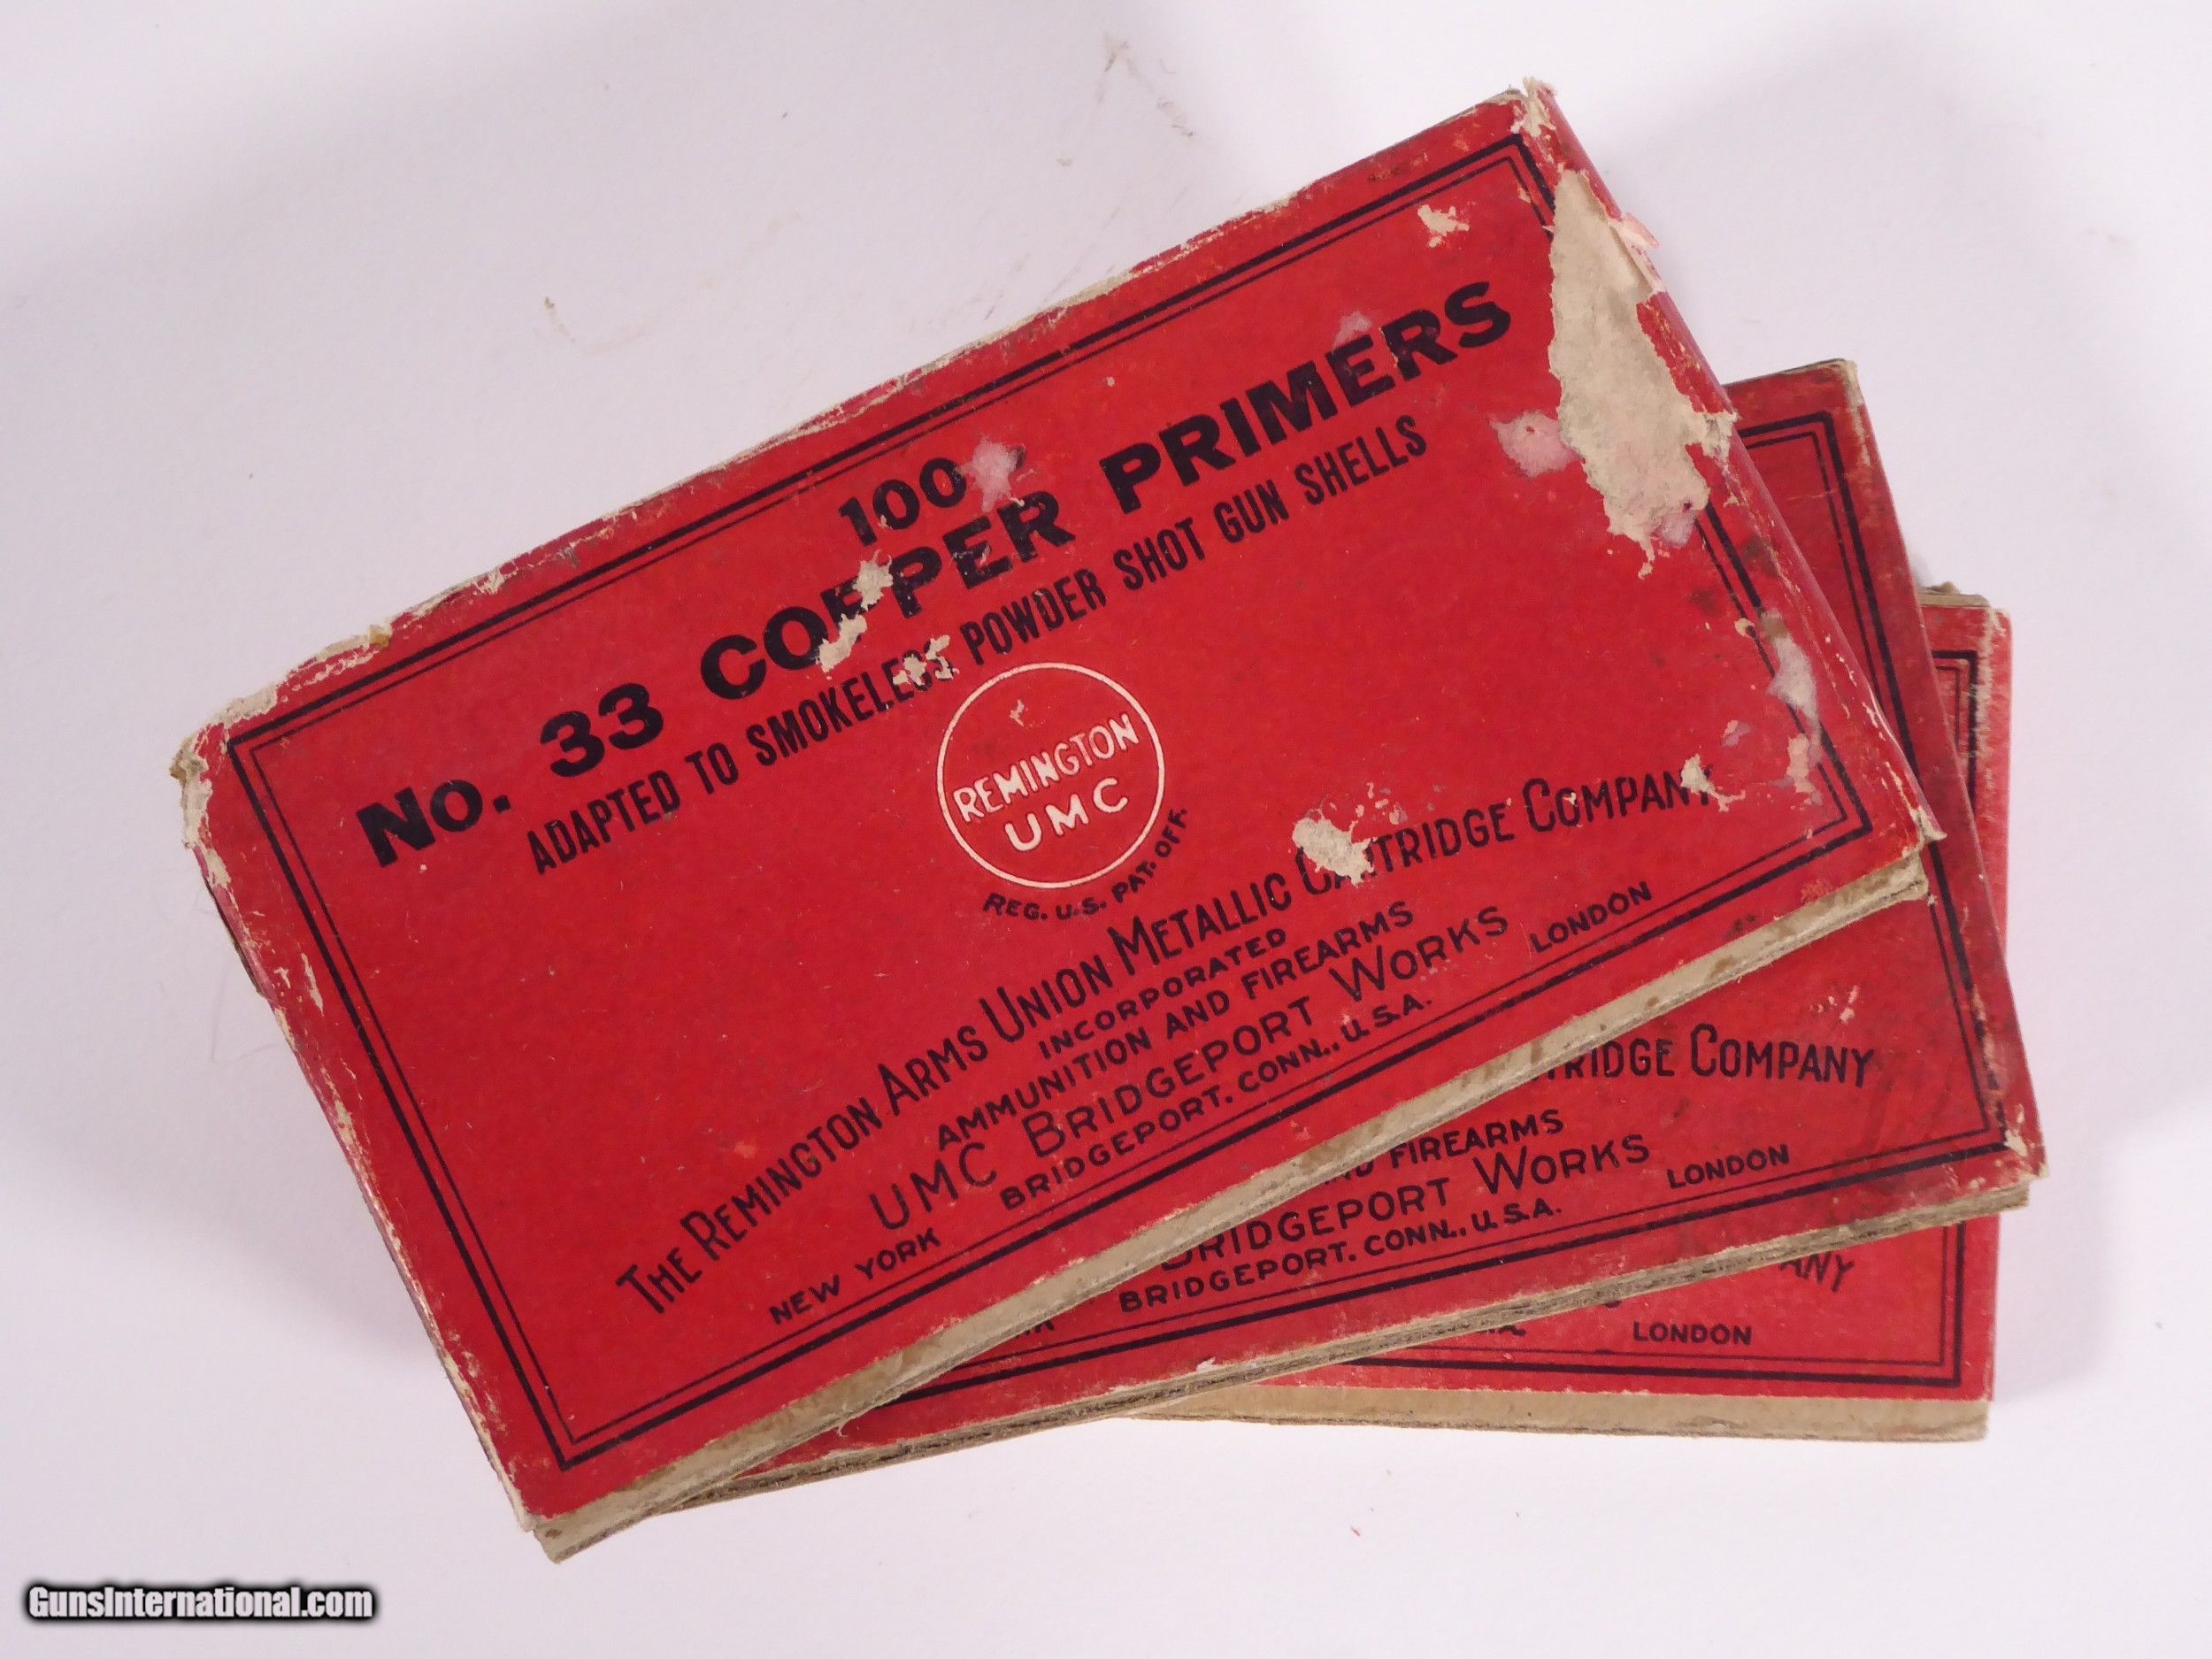 100
No. 33 COPPER PRIMERS
ADAPTED TO SMOKELESS POWDER SHOT GUN SHELLS
REMINGTON
UMC
REG. U.S. PAT. OFF.
THE REMINGTON ARMS UNION METALLIC CARTRIDGE COMPANY
INCORPORATED
AMMUNITION AND FIREARMS
UMC BRIDGEPORT WORKS
NEW YORK BRIDGEPORT. CONN., U.S.A. LONDON
TRIDGE COMPANY
FIREARMS
BRIDGEPORT WORKS
BRIDGEPORT. CONN., U.S.A. LONDON
ANY
LONDON
GunsInternational.com